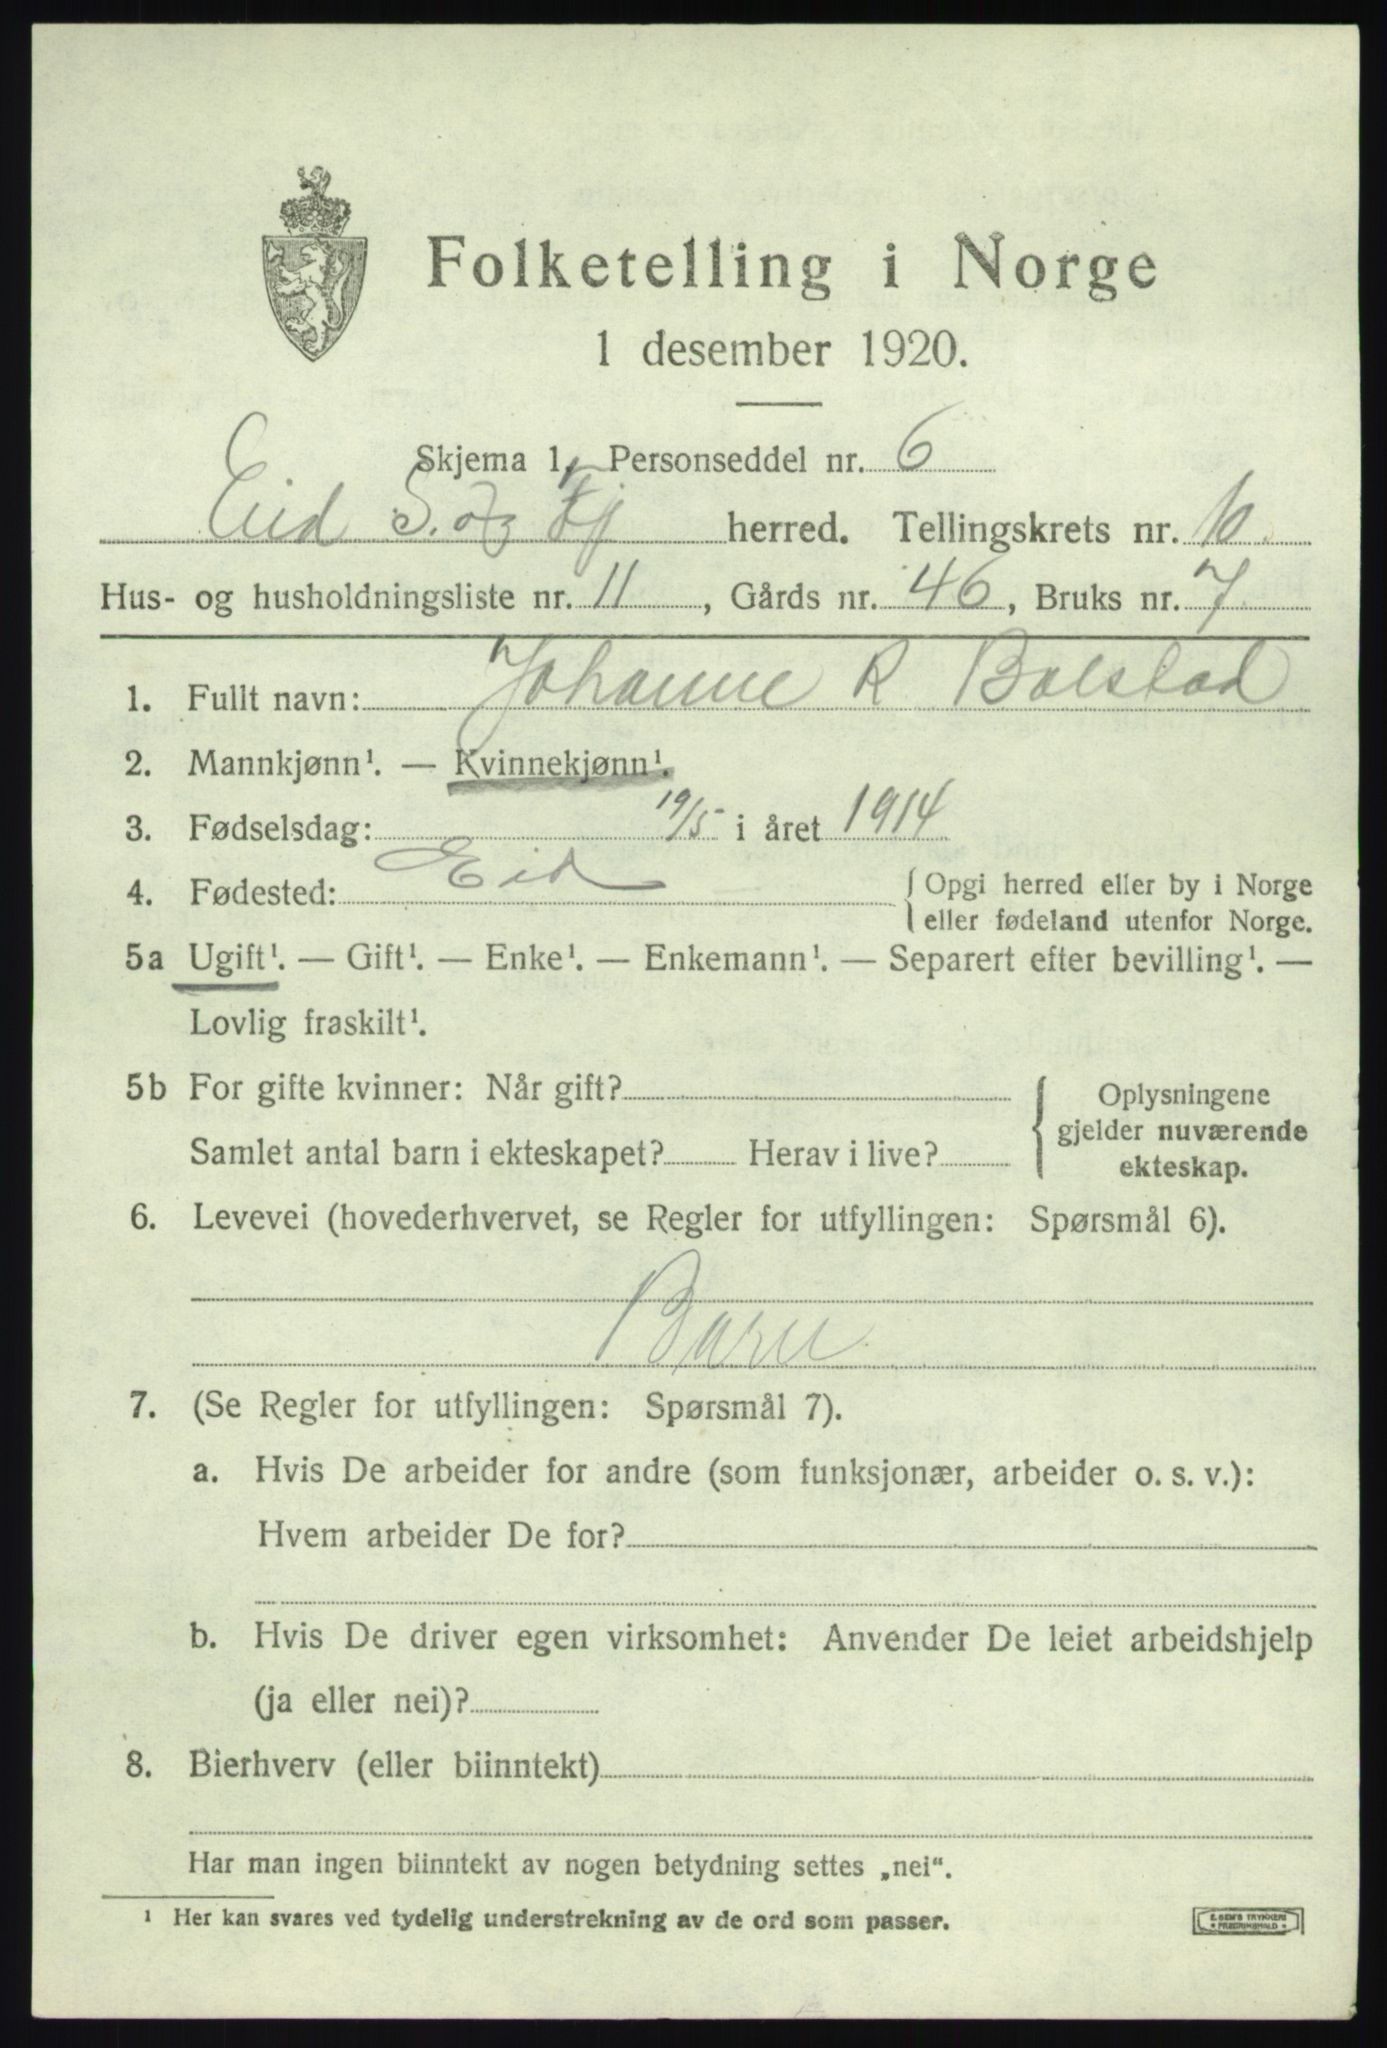 Folketelling i Norge
1 desember 1920.
Skjema 1, Personseddel nr. 6
Eid S. og Fj herred. Tellingskrets nr. 10.
Hus- og husholdningsliste nr. 11, Gårds nr. 46, Bruks nr. 7
1. Fullt navn: Johanne R Bolstad
2. Mannkjønn¹. — Kvinnekjønn¹.
3. Fødselsdag: 19/5 i året 1914
4. Fødested: Eid {Opgi herred eller by i Norge
eller fødeland utenfor Norge.
5a Ugift¹. — Gift¹. — Enke¹. — Enkemann¹. — Separert efter bevilling¹. —
Lovlig fraskilt¹.
5b For gifte kvinner: Når gift? { Oplysningene
gjelder nuværende
Samlet antal barn i ekteskapet? Herav i live? ekteskap.
6. Levevei (hovederhvervet, se Regler for utfyllingen: Spørsmål 6).
Barn
7. (Se Regler for utfyllingen: Spørsmål 7).
a. Hvis De arbeider for andre (som funksjonær, arbeider o. s. v.):
Hvem arbeider De for?
b. Hvis De driver egen virksomhet: Anvender De leiet arbeidshjelp
(ja eller nei)?
8. Bierhverv (eller biinntekt)
Har man ingen biinntekt av nogen betydning settes „nei“.
¹ Her kan svares ved tydelig understrekning av de ord som passer.
E. SEM'S TRYKKERI
FREDRIKSHALD